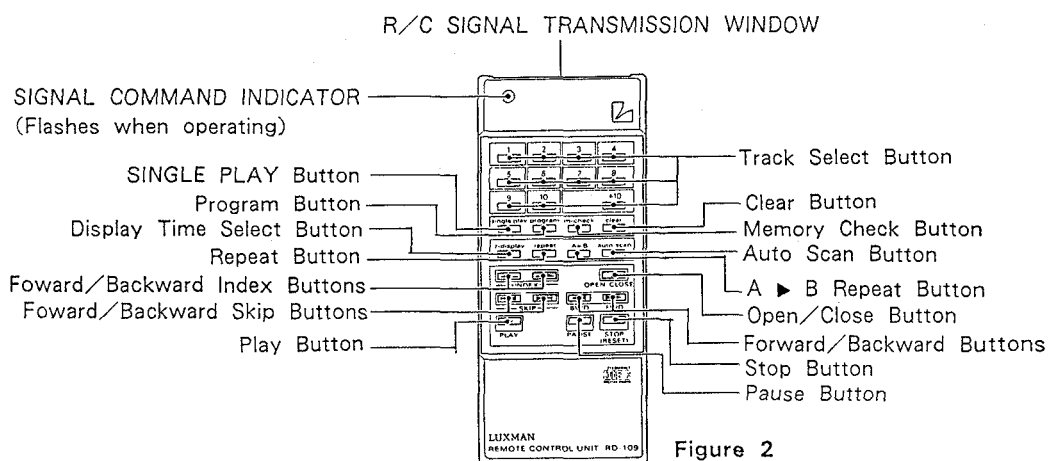 R/C SIGNAL TRANSMISSION WINDOW
SIGNAL COMMAND INDICATOR
(Flashes when operating)
SINGLE PLAY Button
Program Button
Display Time Select Button
Repeat Button
Foward/Backward Index Buttons
Foward/Backward Skip Buttons
Play Button
1 2 3 4
5 6 7 8
9 10 +10
single play program m-check clear
t-display repeat A▸B auto scan
INDEX
OPEN CLOSE
SKIP
PLAY PAUSE STOP
(RESET)
LUXMAN
REMOTE CONTROL UNIT RD-109
Track Select Button
Clear Button
Memory Check Button
Auto Scan Button
A ▶ B Repeat Button
Open/Close Button
Forward/Backward Buttons
Stop Button
Pause Button
Figure 2